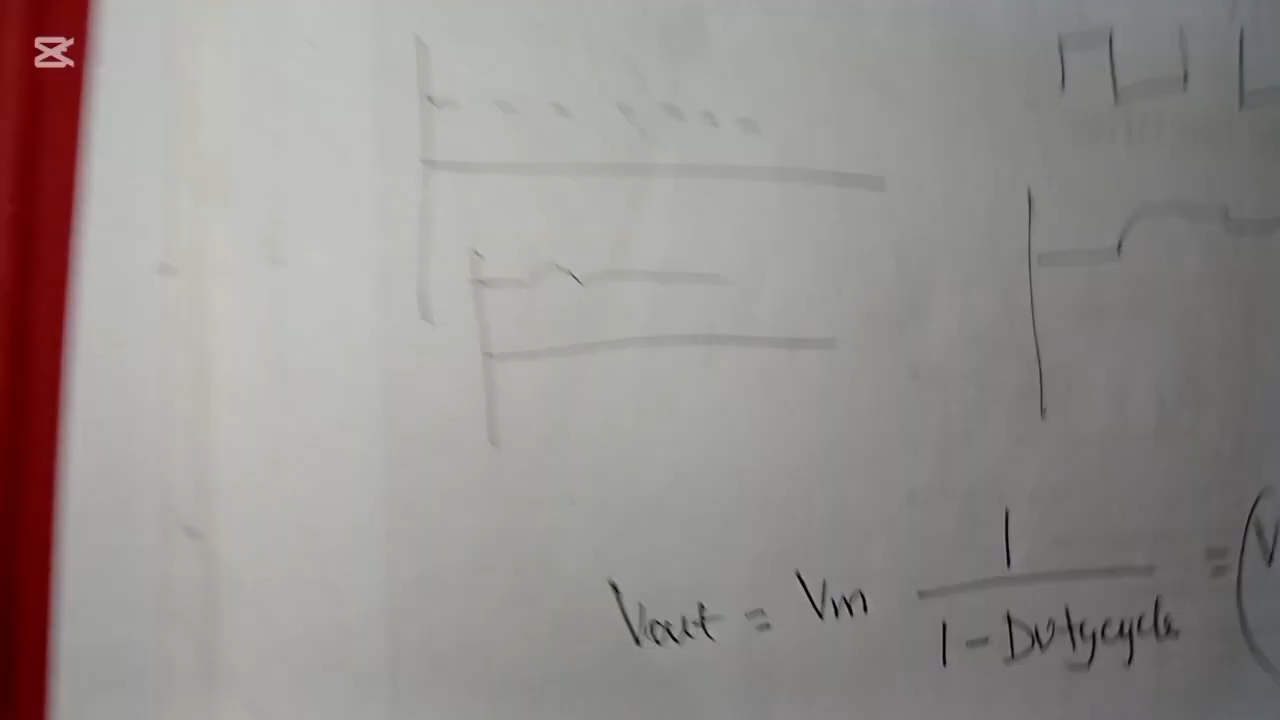 Vout = Vin 1 / 1 - Dutycycle = (V